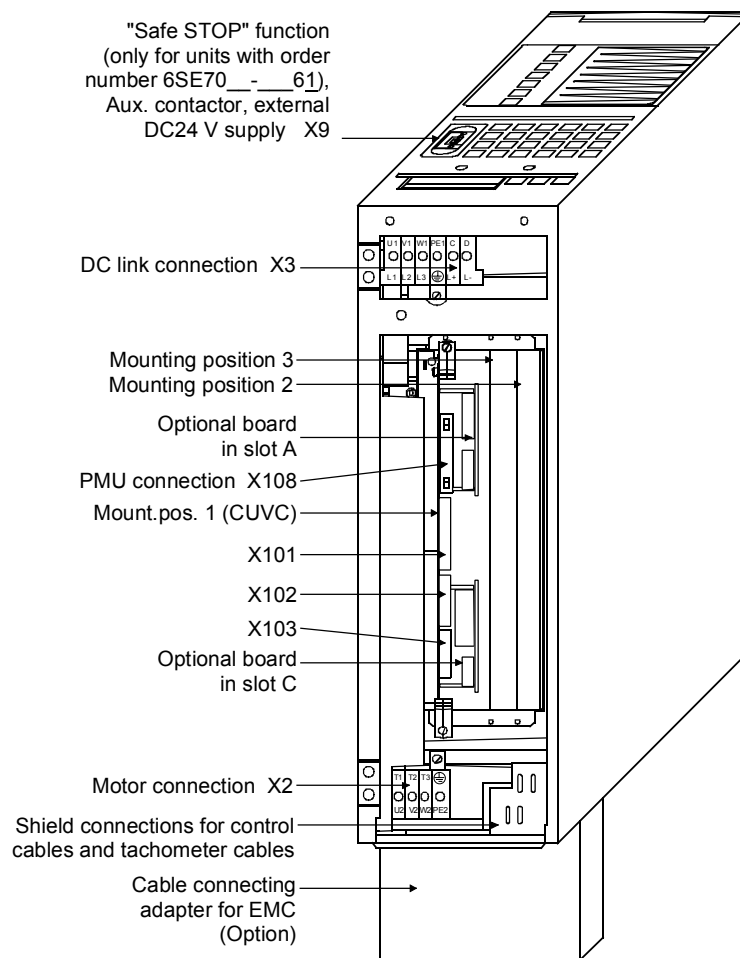 "Safe STOP" function
(only for units with order
number 6SE70__-___61),
Aux. contactor, external
DC24 V supply X9
U1 V1 W1 PE1 C D
DC link connection X3
L1 L2 L3 L+ L-
Mounting position 3
Mounting position 2
Optional board
in slot A
PMU connection X108
Mount.pos. 1 (CUVC)
X101
X102
X103
Optional board
in slot C
T1 T2 T3
Motor connection X2
U2 V2 W2 PE2
Shield connections for control
cables and tachometer cables
Cable connecting
adapter for EMC
(Option)